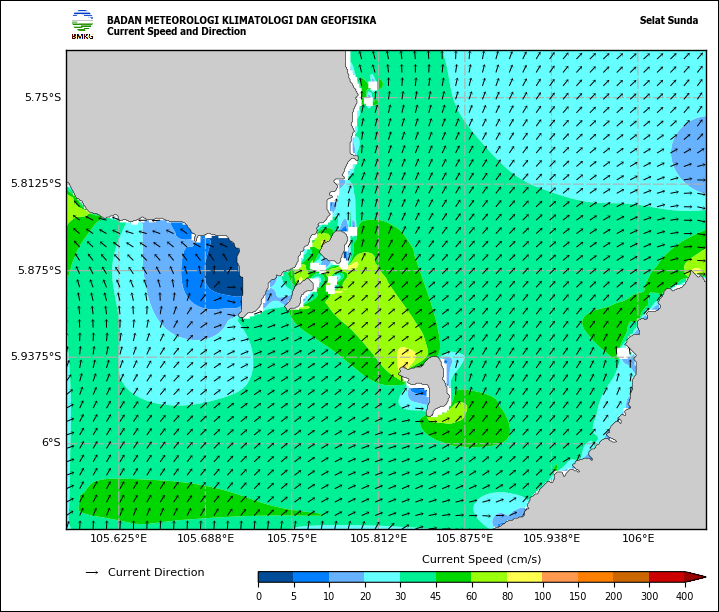 BADAN METEOROLOGI KLIMATOLOGI DAN GEOFISIKA
Selat Sunda
Current Speed and Direction
BMKG
5.75°S
5.8125°S
5.875°S
5.9375°S
6°S
105.625°E 105.688°E 105.75°E 105.812°E 105.875°E 105.938°E 106°E
Current Speed (cm/s)
Current Direction
0 5 10 20 30 45 60 80 100 150 200 300 400